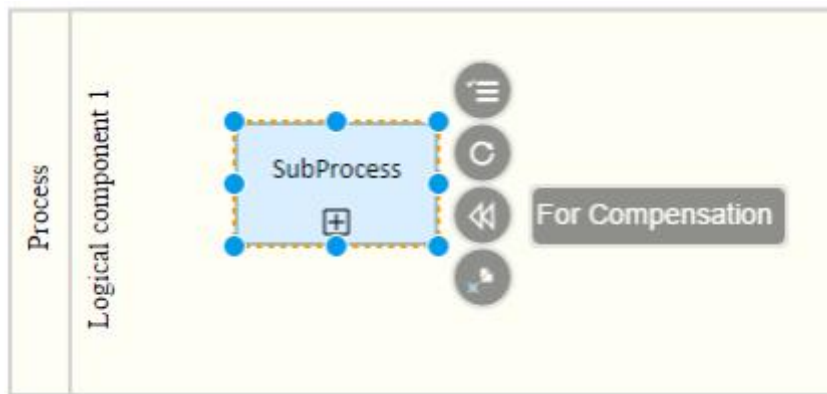 Process
Logical component 1
SubProcess
For Compensation